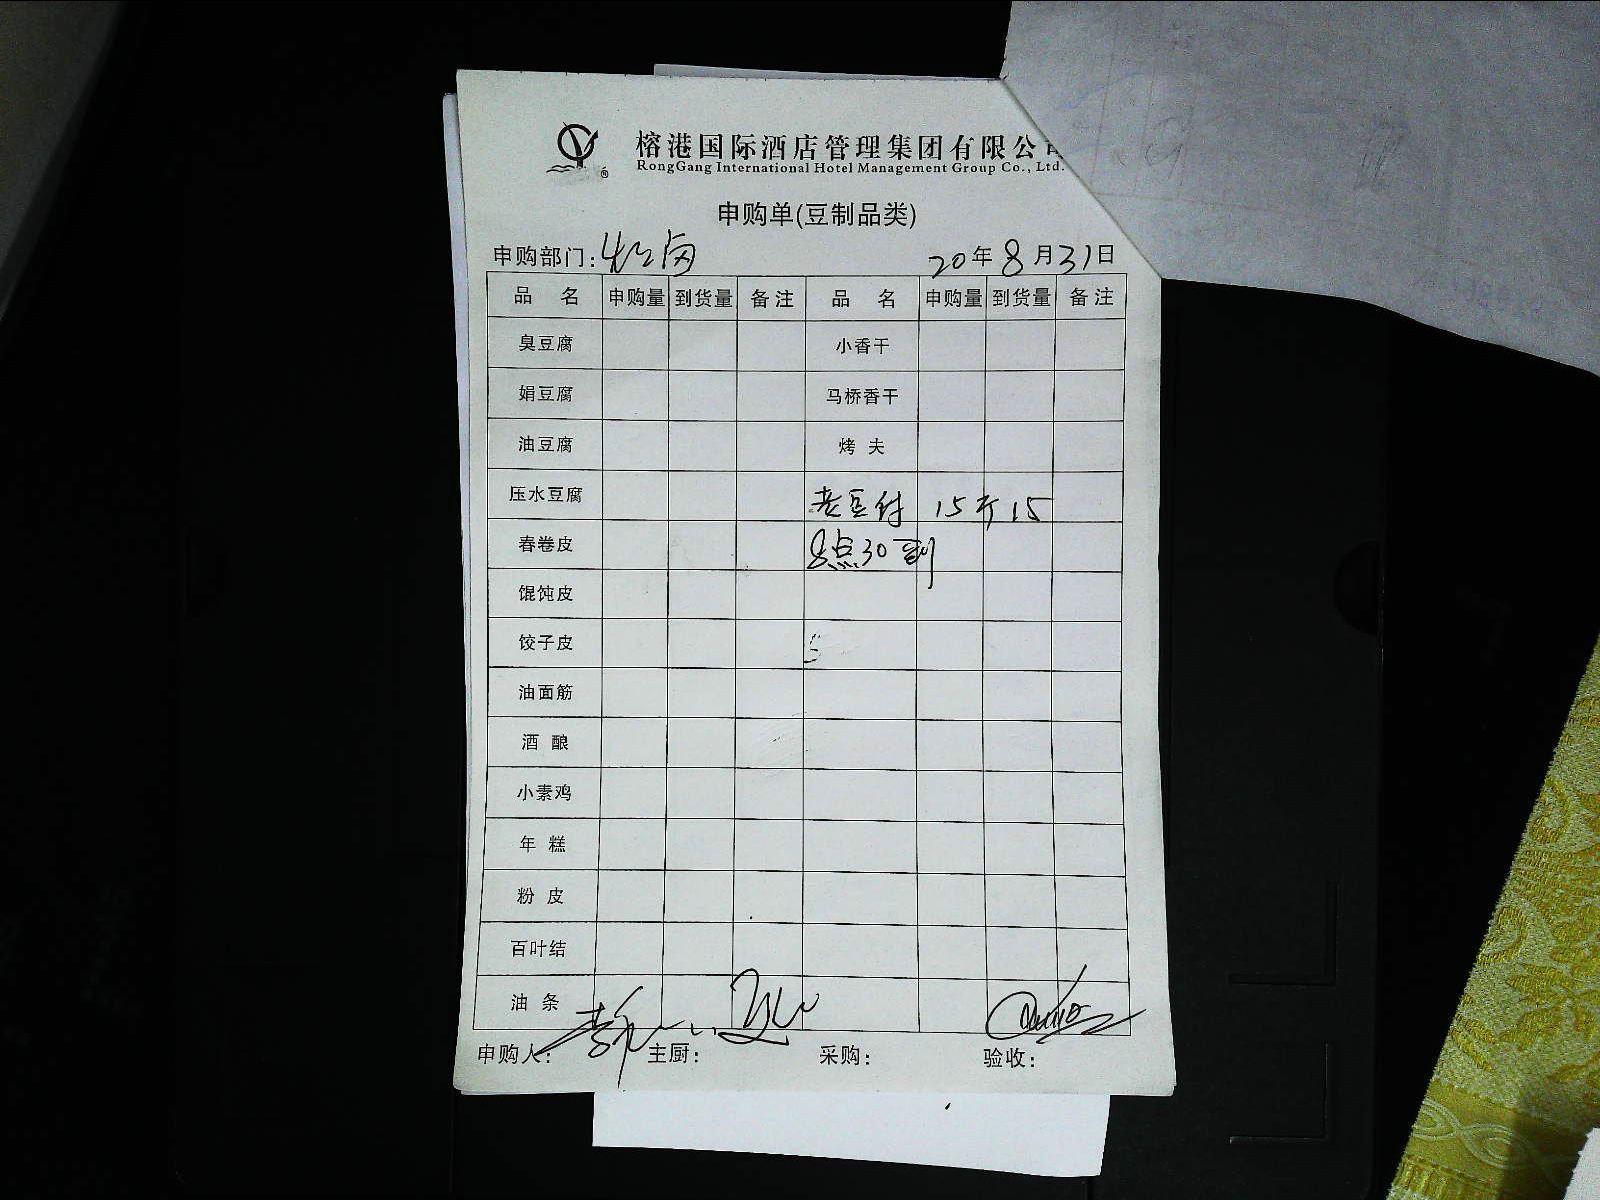 榕港国际酒店管理集团有限公司
RongGang International Hotel Management Group Co., Ltd.
申购单(豆制品类)
申购部门: 20年8月31日
品名 申购量 到货量 备注 品名 申购量 到货量 备注
臭豆腐 小香干
娟豆腐 马桥香干
油豆腐 烤夫
压水豆腐 老豆付 15斤 15
春卷皮 8点30到
馄饨皮
饺子皮
油面筋
酒酿
小素鸡
年糕
粉皮
百叶结
油条
申购人: 主厨: 采购: 验收: